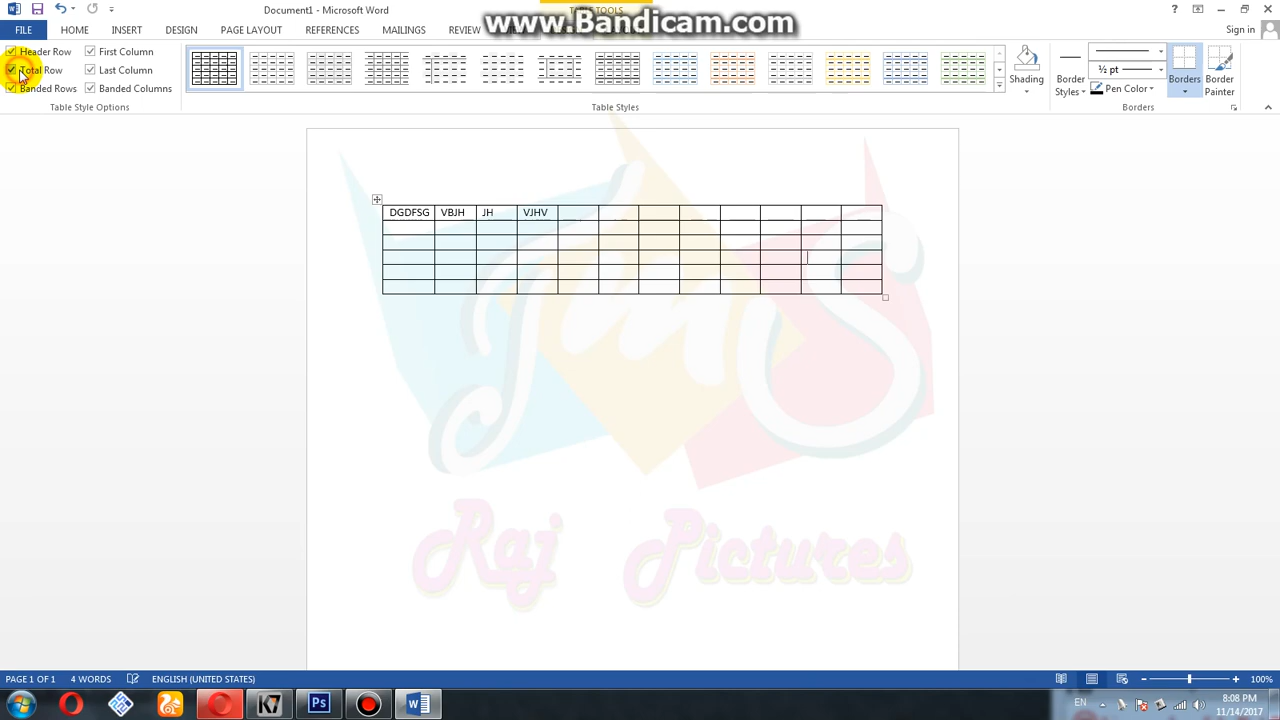 Document1 - Microsoft Word
TABLE TOOLS
www.Bandicam.com
Sign in
FILE
HOME
INSERT
DESIGN
PAGE LAYOUT
REFERENCES
MAILINGS
REVIEW
Header Row
First Column
Total Row
Last Column
Banded Rows
Banded Columns
Table Style Options
Table Styles
Shading
Border
Styles
½ pt
Pen Color
Borders
Border
Painter
Borders
DGDFSG VBJH JH VJHV
TMS
Raj Pictures
PAGE 1 OF 1
4 WORDS
ENGLISH (UNITED STATES)
100%
K7
Ps
EN
8:08 PM
11/14/2017